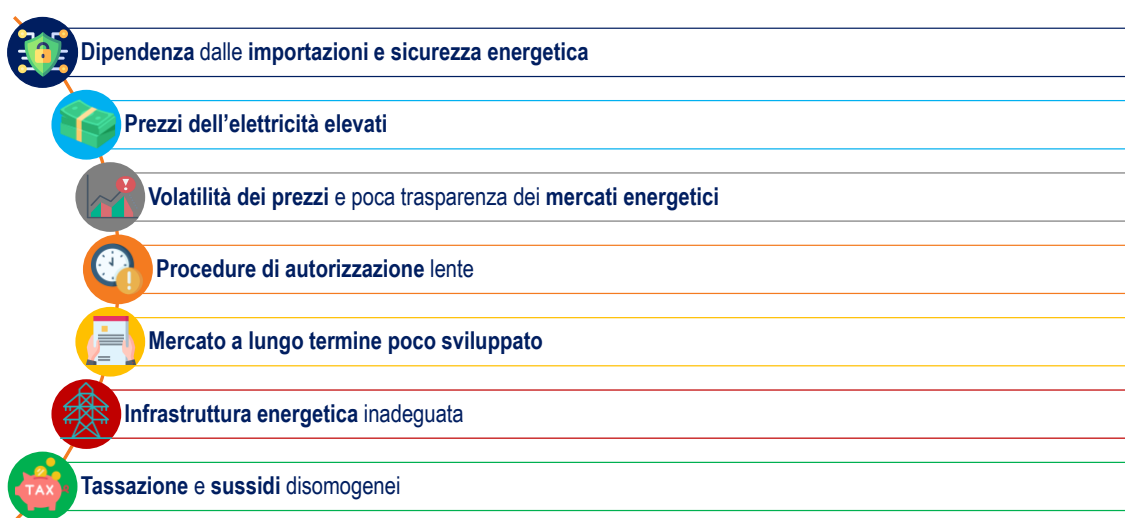 Dipendenza dalle importazioni e sicurezza energetica
Prezzi dell'elettricità elevati
Volatilità dei prezzi e poca trasparenza dei mercati energetici
Procedure di autorizzazione lente
Mercato a lungo termine poco sviluppato
Infrastruttura energetica inadeguata
TAX
Tassazione e sussidi disomogenei